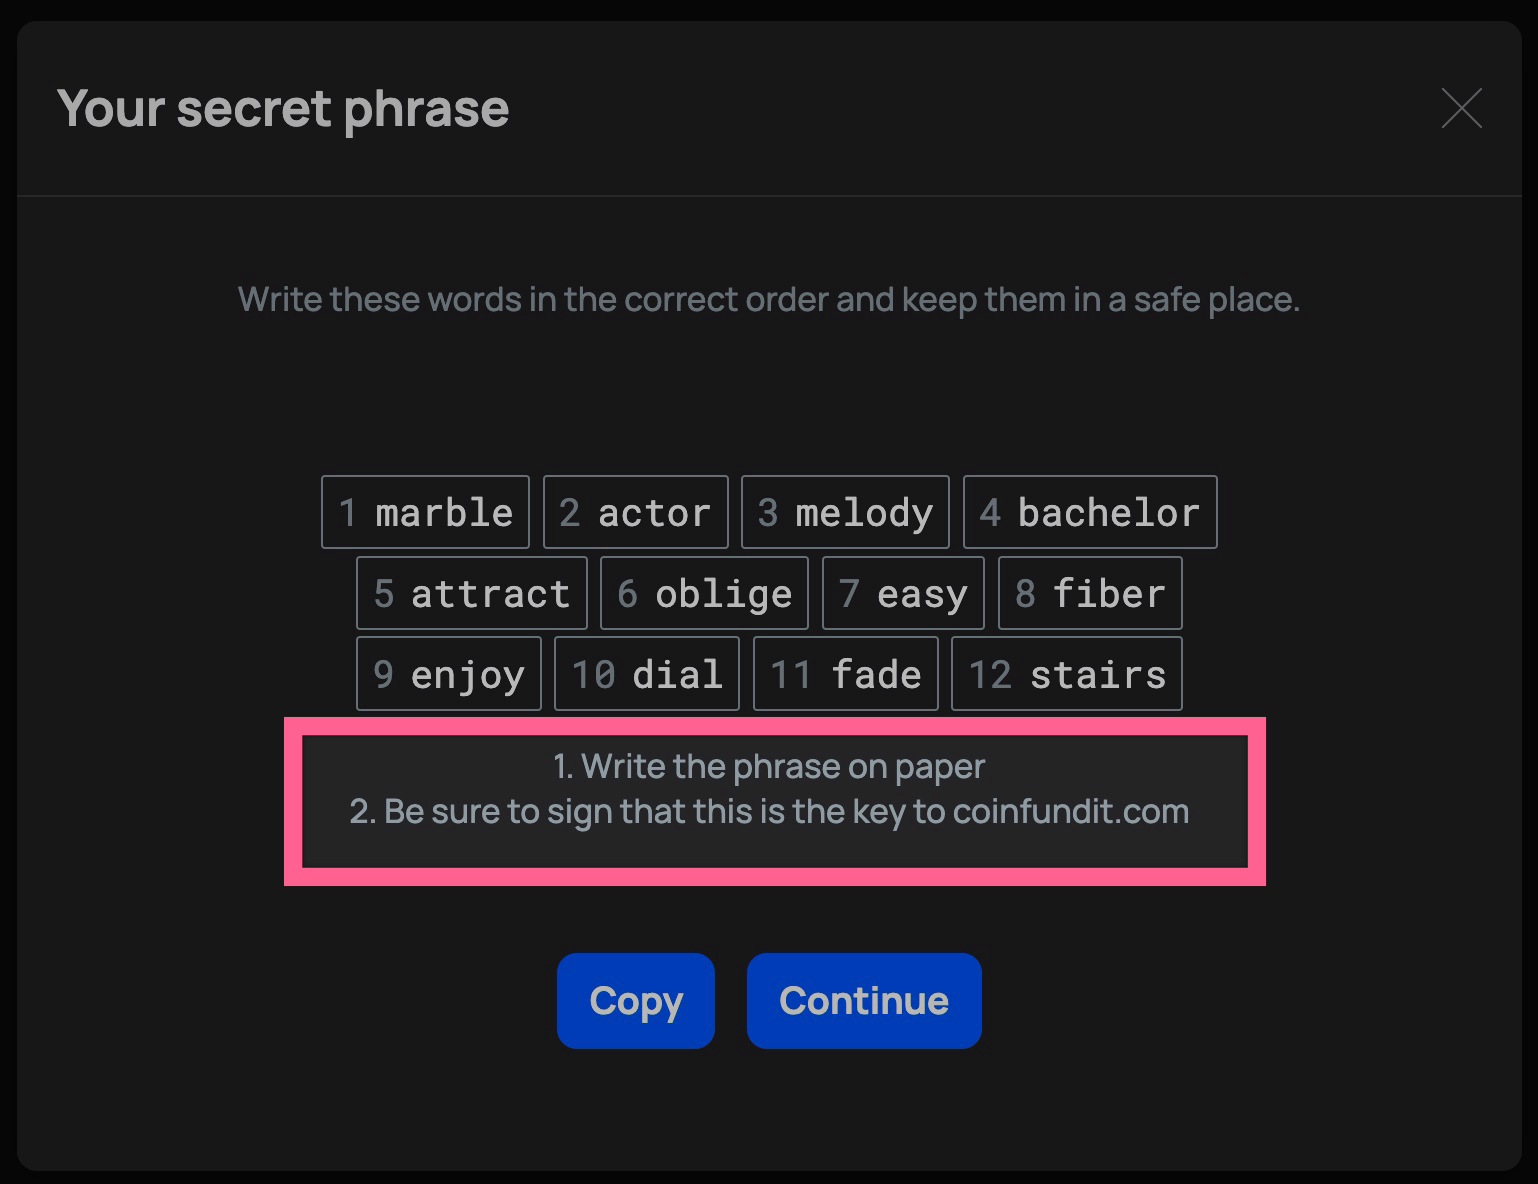 Your secret phrase
Write these words in the correct order and keep them in a safe place.
1 marble 2 actor 3 melody 4 bachelor
5 attract 6 oblige 7 easy 8 fiber
9 enjoy 10 dial 11 fade 12 stairs
1. Write the phrase on paper
2. Be sure to sign that this is the key to coinfundit.com
Copy Continue